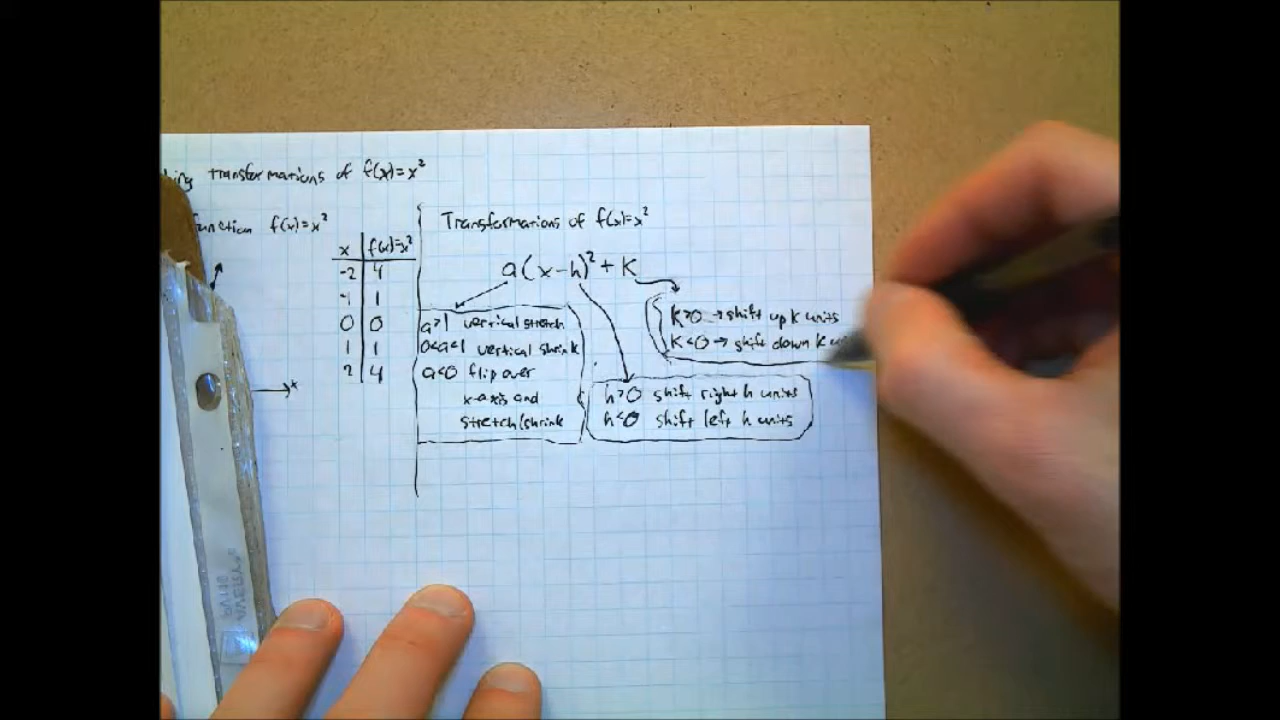 transformations of f(x)=x²
function f(x)=x²
x f(x)=x²
-2 4
-1 1
0 0
1 1
2 4
x
Transformations of f(x)=x²
a(x-h)²+k
a>1 vertical stretch
0<a<1 vertical shrink
a<0 flip over
x-axis and
stretch/shrink
k>0 → shift up k units
k<0 → shift down k
h>0 shift right h units
h<0 shift left h units